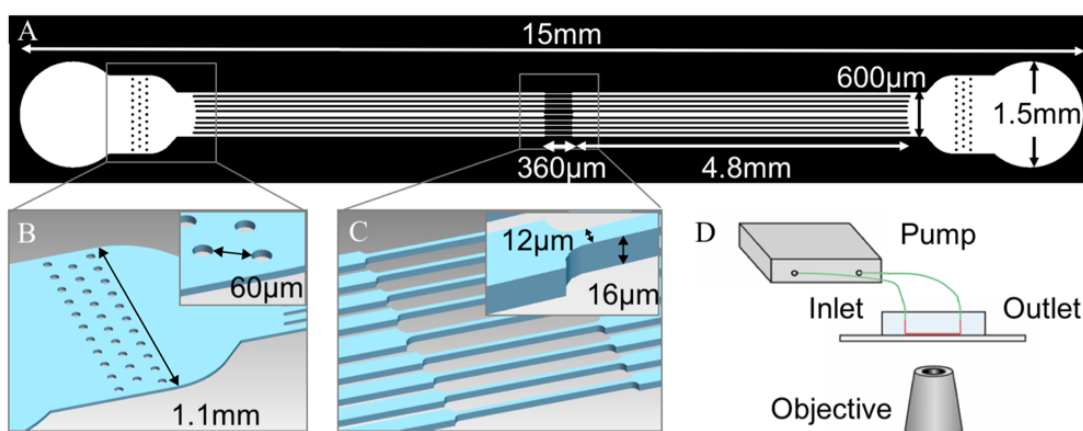 A
15mm
600µm
1.5mm
360µm
4.8mm
B
60µm
1.1mm
C
12µm
16µm
D
Pump
Inlet
Outlet
Objective